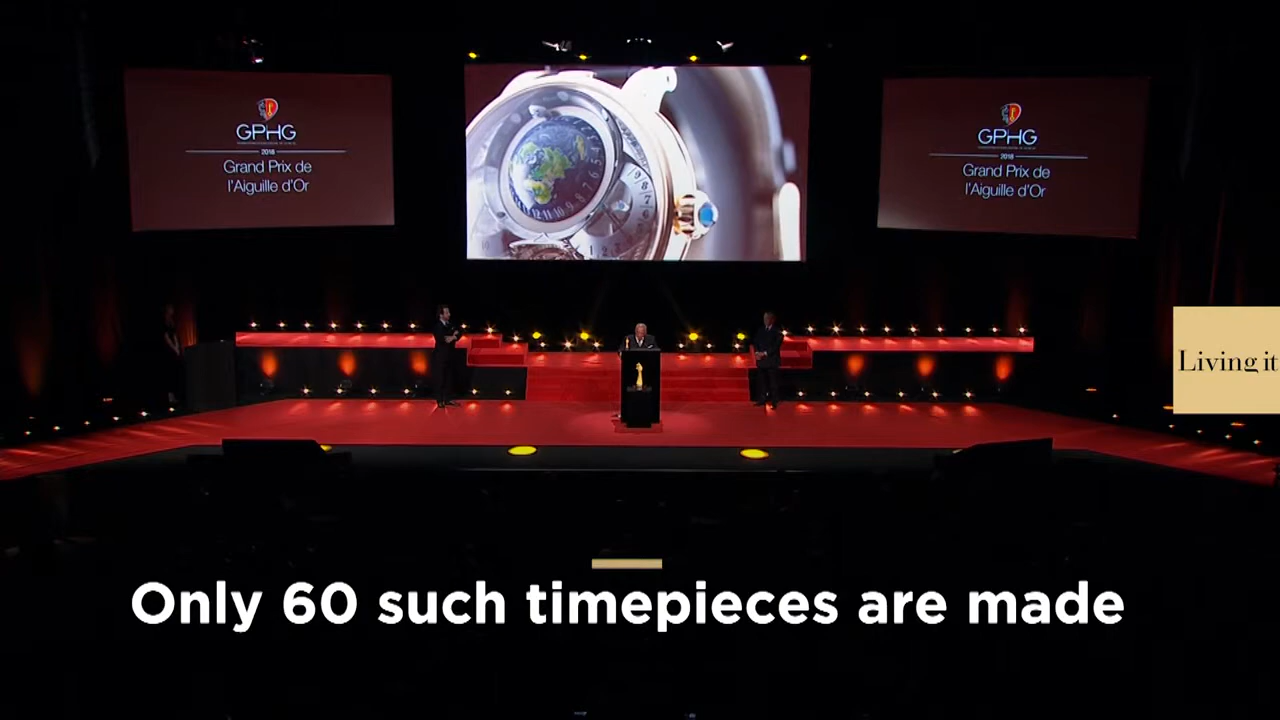 GPHG
2018
Grand Prix de
l'Aiguille d'Or
GPHG
2018
Grand Prix de
l'Aiguille d'Or
Living it
Only 60 such timepieces are made